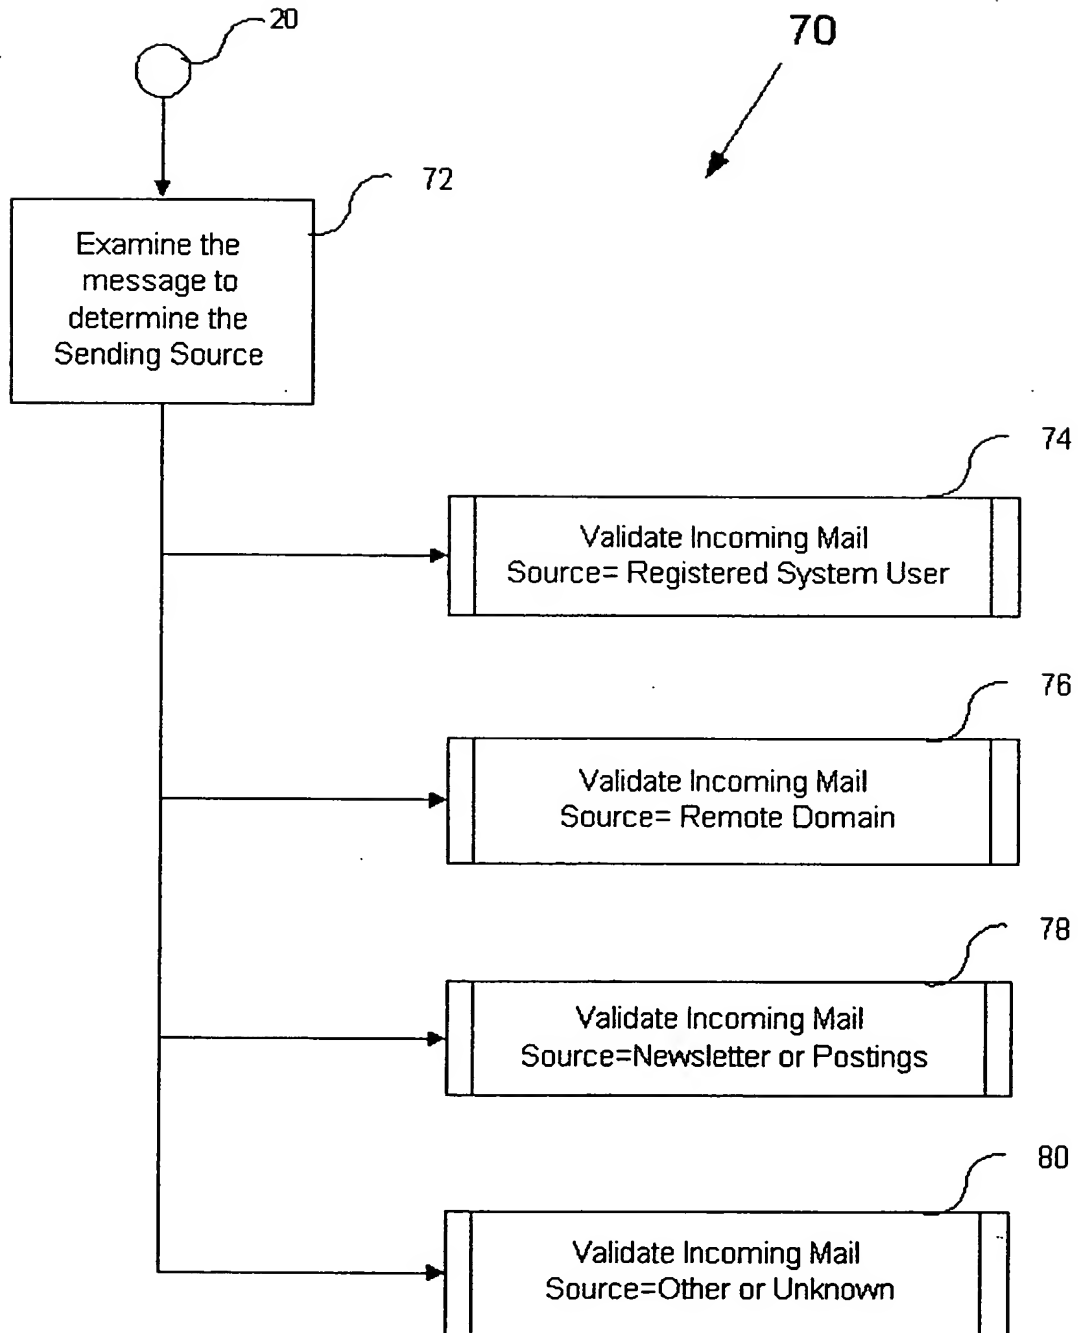 20
70
72
Examine the
message to
determine the
Sending Source
74
Validate Incoming Mail
Source= Registered System User
76
Validate Incoming Mail
Source= Remote Domain
78
Validate Incoming Mail
Source=Newsletter or Postings
80
Validate Incoming Mail
Source=Other or Unknown